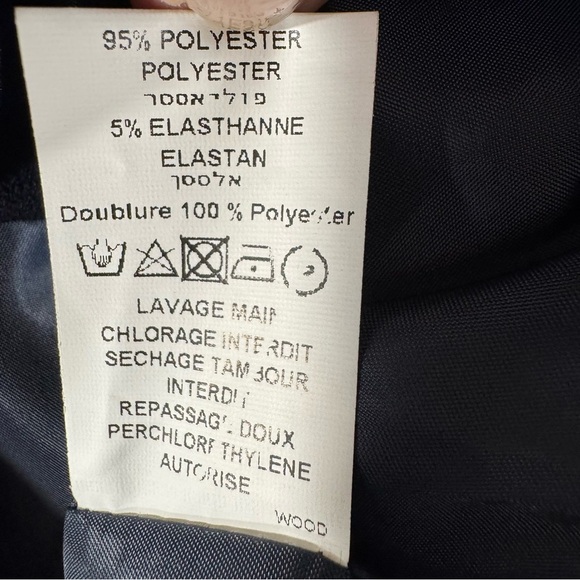 95% POLYESTER
POLYESTER
פוליאסטר
5% ELASTHANNE
ELASTAN
אלסטן
Doublure 100 % Polyester
LAVAGE MAIN
CHLORAGE INTERDIT
SECHAGE TAMBOUR
INTERDIT
REPASSAGE DOUX
PERCHLORETHYLENE
AUTORISE
WOOD